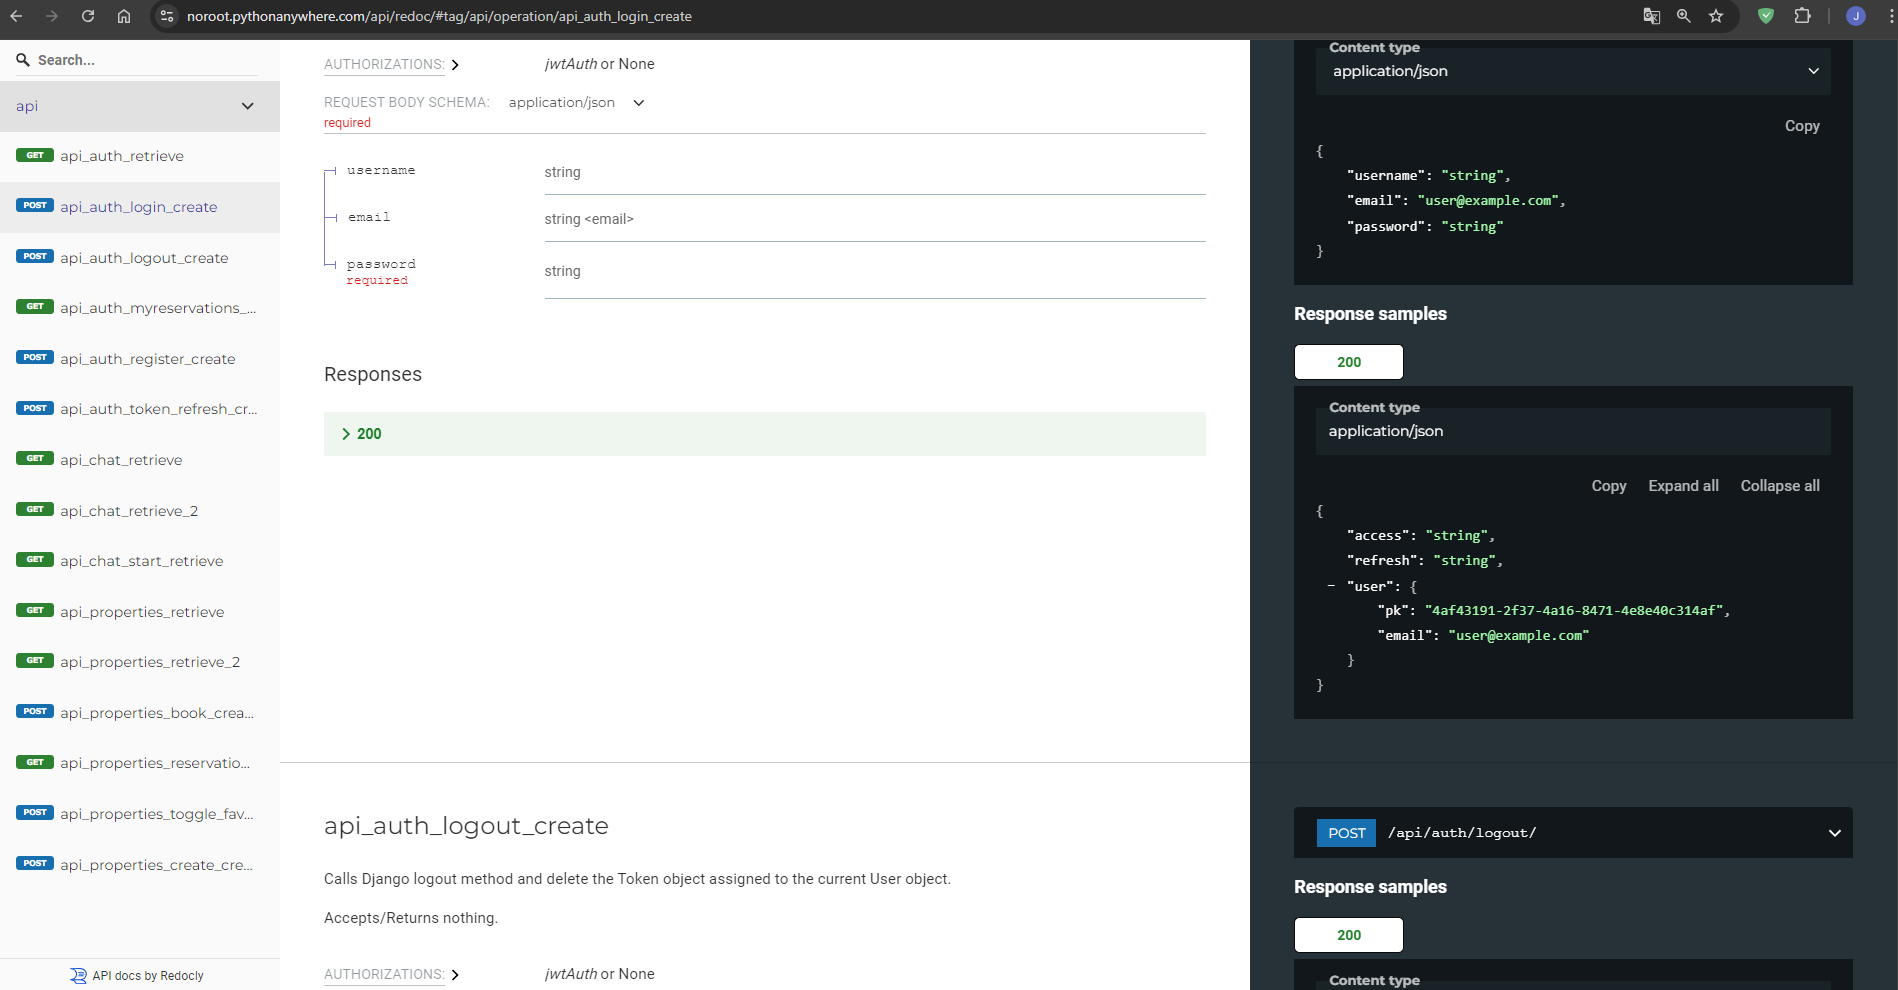 noroot.pythonanywhere.com/api/redoc/#tag/api/operation/api_auth_login_create
J
Search...
api
GET api_auth_retrieve
POST api_auth_login_create
POST api_auth_logout_create
GET api_auth_myreservations_...
POST api_auth_register_create
POST api_auth_token_refresh_cr...
GET api_chat_retrieve
GET api_chat_retrieve_2
GET api_chat_start_retrieve
GET api_properties_retrieve
GET api_properties_retrieve_2
POST api_properties_book_crea...
GET api_properties_reservatio...
POST api_properties_toggle_fav...
POST api_properties_create_cre...
API docs by Redocly
AUTHORIZATIONS: jwtAuth or None
REQUEST BODY SCHEMA: application/json
required
username string
email string <email>
password string
required
Responses
200
api_auth_logout_create
Calls Django logout method and delete the Token object assigned to the current User object.
Accepts/Returns nothing.
AUTHORIZATIONS: jwtAuth or None
Content type
application/json
Copy
{
"username": "string",
"email": "user@example.com",
"password": "string"
}
Response samples
200
Content type
application/json
Copy Expand all Collapse all
{
"access": "string",
"refresh": "string",
- "user": {
"pk": "4af43191-2f37-4a16-8471-4e8e40c314af",
"email": "user@example.com"
}
}
POST /api/auth/logout/
Response samples
200
Content type